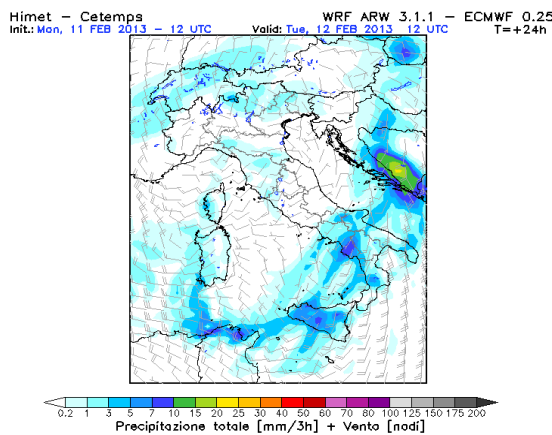 Himet – Cetemps WRF ARW 3.1.1 – ECMWF 0.25
Init.: Mon, 11 FEB 2013 – 12 UTC Valid: Tue, 12 FEB 2013 – 12 UTC T=+24h
0.2 1 3 5 7 10 15 20 25 30 40 50 60 70 80 100 125 150 175 200
Precipitazione totale [mm/3h] + Vento [nodi]